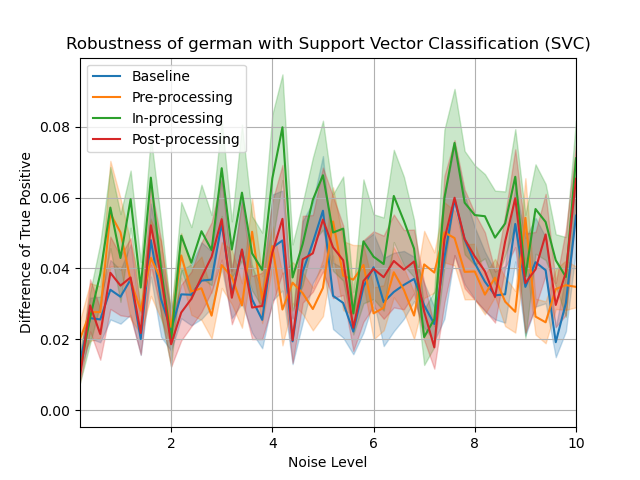 Robustness of german with Support Vector Classification (SVC)
Baseline
Pre-processing
In-processing
Post-processing
Difference of True Positive
0.08
0.06
0.04
0.02
0.00
2 4 6 8 10
Noise Level